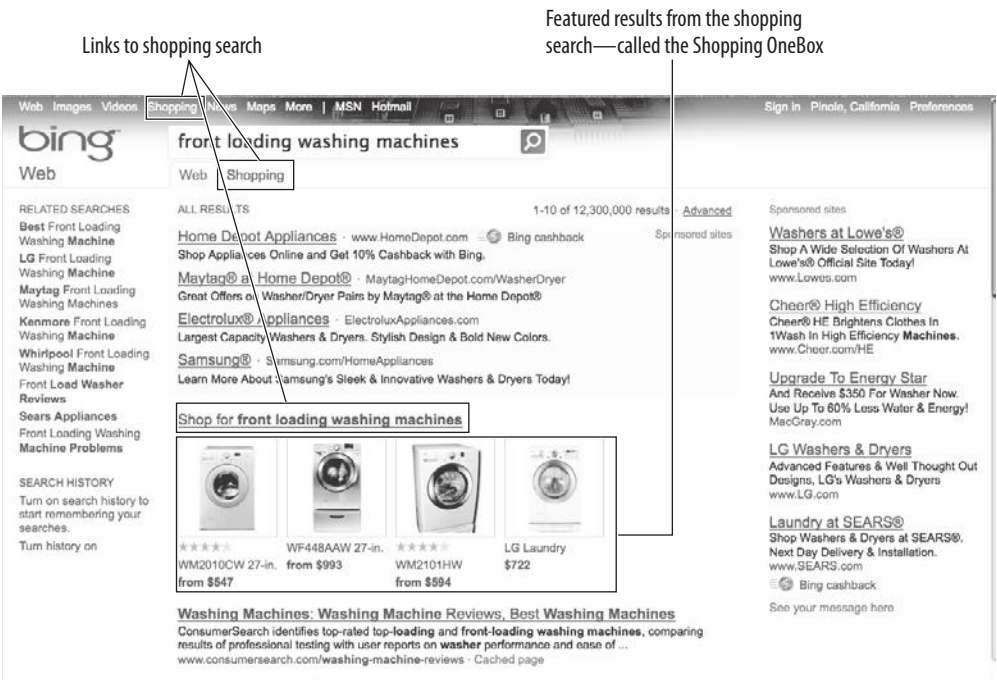 Links to shopping search
Featured results from the shopping
search—called the Shopping OneBox
Web Images Videos Shopping News Maps More | MSN Hotmail
Sign in Pinole, California Preferences
bing
front loading washing machines
Web
Web Shopping
RELATED SEARCHES
Best Front Loading
Washing Machine
LG Front Loading
Washing Machine
Maytag Front Loading
Washing Machines
Kenmore Front Loading
Washing Machine
Whirlpool Front Loading
Washing Machine
Front Load Washer
Reviews
Sears Appliances
Front Loading Washing
Machine Problems
SEARCH HISTORY
Turn on search history to
start remembering your
searches.
Turn history on
ALL RESULTS
1-10 of 12,300,000 results · Advanced
Home Depot Appliances · www.HomeDepot.com Bing cashback
Sponsored sites
Shop Appliances Online and Get 10% Cashback with Bing.
Maytag® at Home Depot® · MaytagHomeDepot.com/WasherDryer
Great Offers on Washer/Dryer Pairs by Maytag® at the Home Depot®
Electrolux® Appliances · ElectroluxAppliances.com
Largest Capacity Washers & Dryers. Stylish Design & Bold New Colors.
Samsung® · Samsung.com/HomeAppliances
Learn More About Samsung's Sleek & Innovative Washers & Dryers Today!
Shop for front loading washing machines
WM2010CW 27-in.
from $547
WF448AAW 27-in.
from $993
WM2101HW
from $594
LG Laundry
$722
Washing Machines: Washing Machine Reviews, Best Washing Machines
ConsumerSearch identifies top-rated top-loading and front-loading washing machines, comparing
results of professional testing with user reports on washer performance and ease of ...
www.consumersearch.com/washing-machine-reviews · Cached page
Sponsored sites
Washers at Lowe's®
Shop A Wide Selection Of Washers At
Lowe's® Official Site Today!
www.Lowes.com
Cheer® High Efficiency
Cheer® HE Brightens Clothes In
1Wash In High Efficiency Machines.
www.Cheer.com/HE
Upgrade To Energy Star
And Receive $350 For Washer Now.
Use Up To 60% Less Water & Energy!
MacGray.com
LG Washers & Dryers
Advanced Features & Well Thought Out
Designs, LG's Washers & Dryers
www.LG.com
Laundry at SEARS®
Shop Washers & Dryers at SEARS®.
Next Day Delivery & Installation.
www.SEARS.com
Bing cashback
See your message here